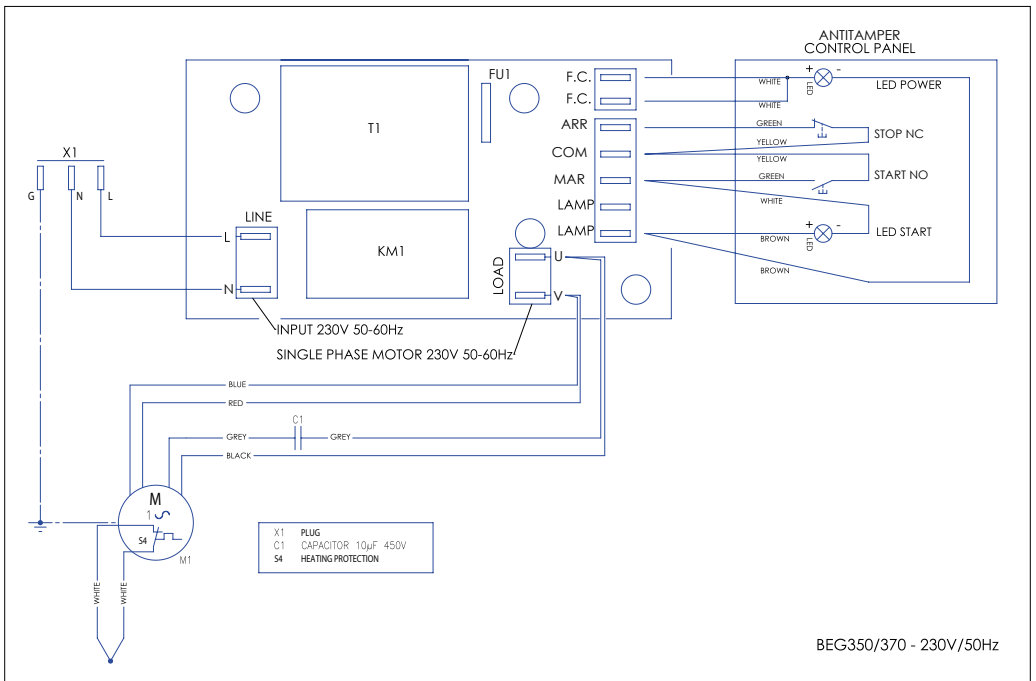 ANTITAMPER
CONTROL PANEL
X1
G
N
L
LINE
L
N
T1
FU1
KM1
F.C.
F.C.
ARR
COM
MAR
LAMP
LAMP
LOAD
U
V
WHITE
WHITE
GREEN
YELLOW
YELLOW
GREEN
WHITE
BROWN
BROWN
+
-
LED
LED POWER
STOP NC
START NO
+
-
LED
LED START
INPUT 230V 50-60Hz
SINGLE PHASE MOTOR 230V 50-60Hz
BLUE
RED
C1
GREY
GREY
BLACK
M
1
S4
M1
WHITE
WHITE
X1 PLUG
C1 CAPACITOR 10µF 450V
S4 HEATING PROTECTION
BEG350/370 - 230V/50Hz